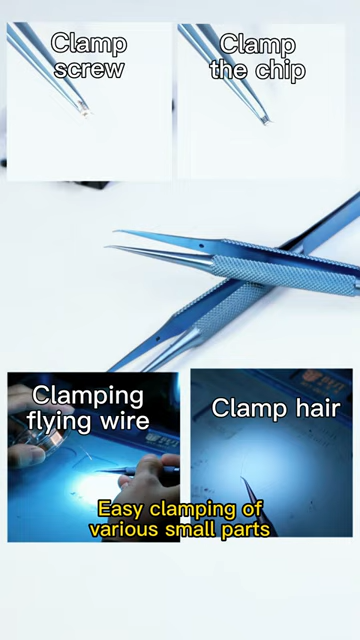 Clamp
screw
Clamp
the chip
Clamping
flying wire
Clamp hair
Easy clamping of
various small parts